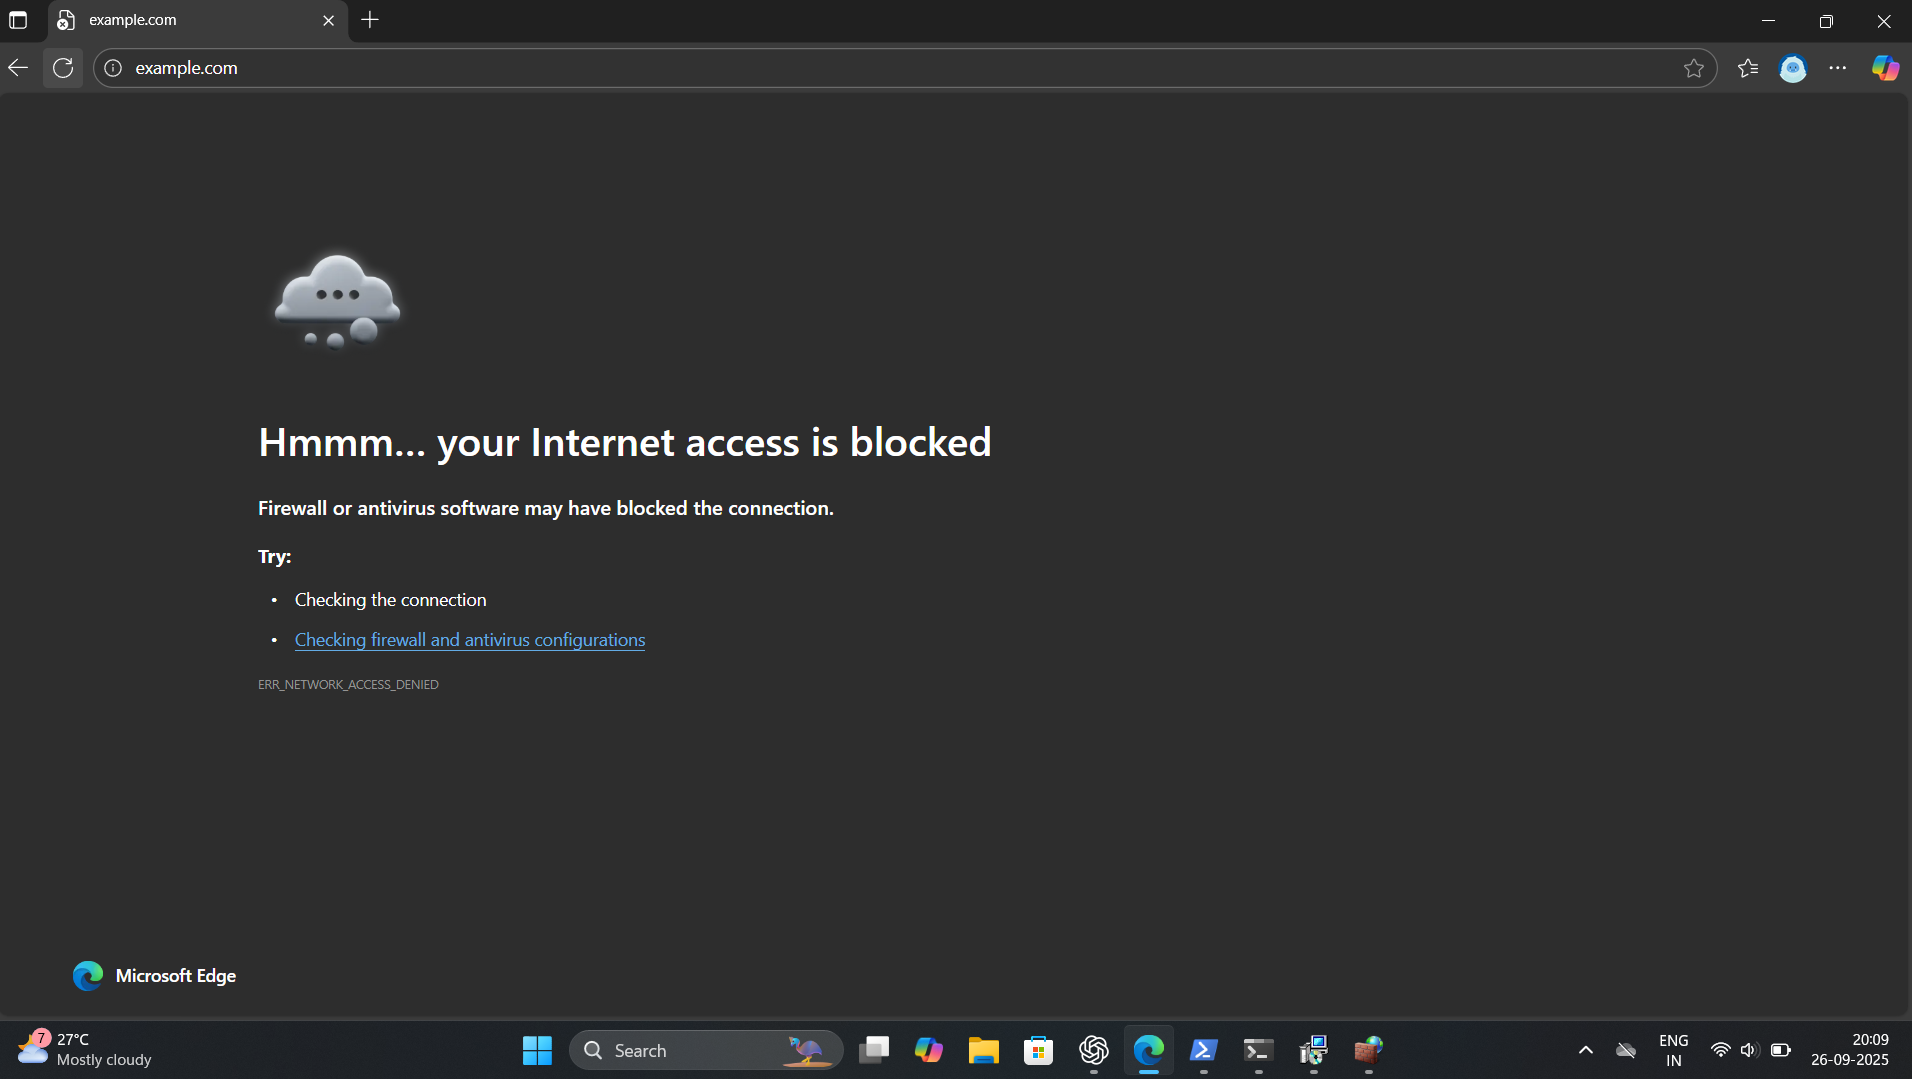 example.com
example.com
Hmmm... your Internet access is blocked
Firewall or antivirus software may have blocked the connection.
Try:
• Checking the connection
• Checking firewall and antivirus configurations
ERR_NETWORK_ACCESS_DENIED
Microsoft Edge
7
27°C
Mostly cloudy
Search
ENG
IN
20:09
26-09-2025